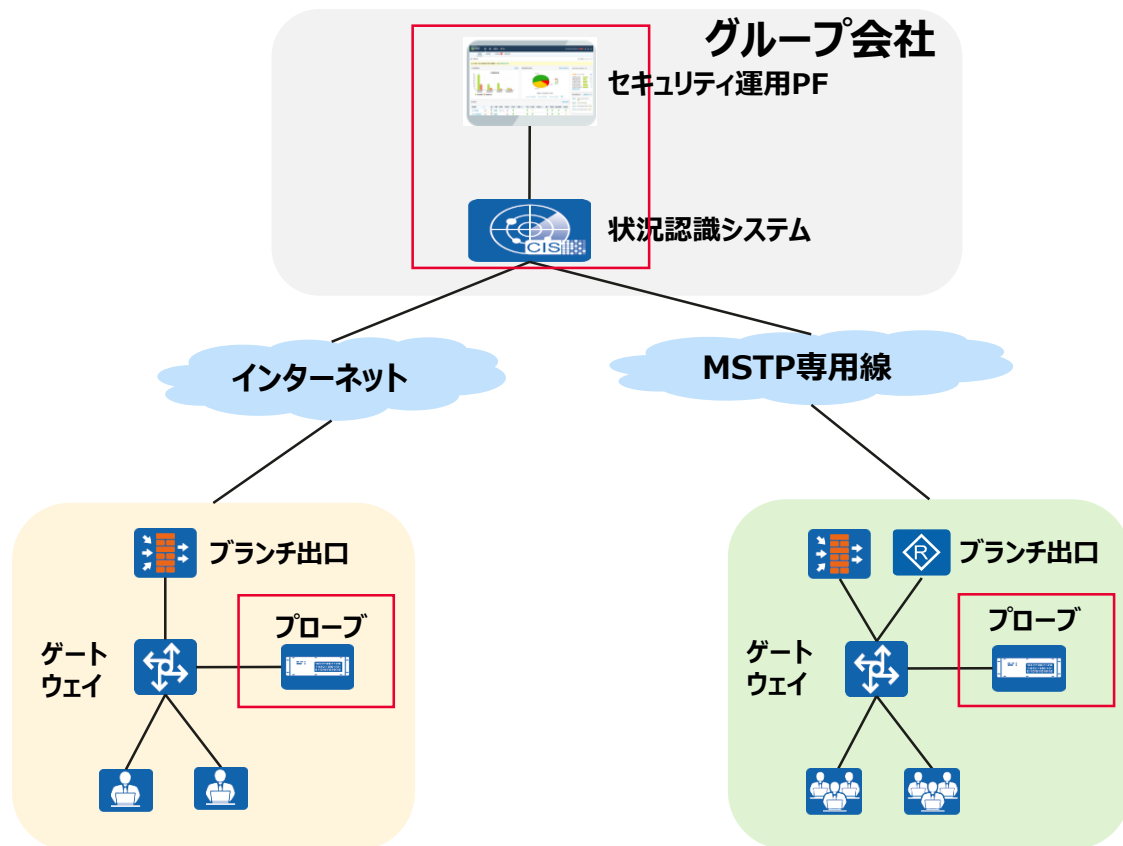 グループ会社
セキュリティ運用PF
CIS
状況認識システム
インターネット
MSTP専用線
ブランチ出口
プローブ
ゲート
ウェイ
R
ブランチ出口
プローブ
ゲート
ウェイ